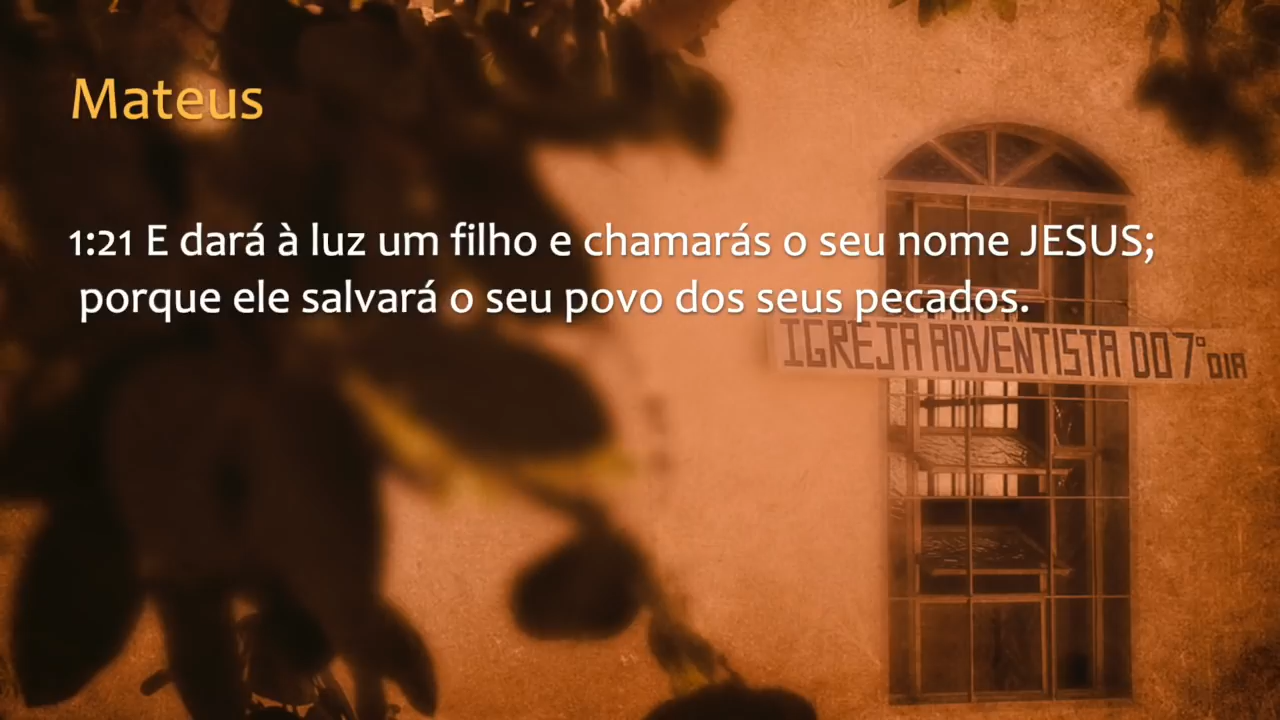 Mateus
1:21 E dará à luz um filho e chamarás o seu nome JESUS;
porque ele salvará o seu povo dos seus pecados.
IGREJA ADVENTISTA DO 7° DIA